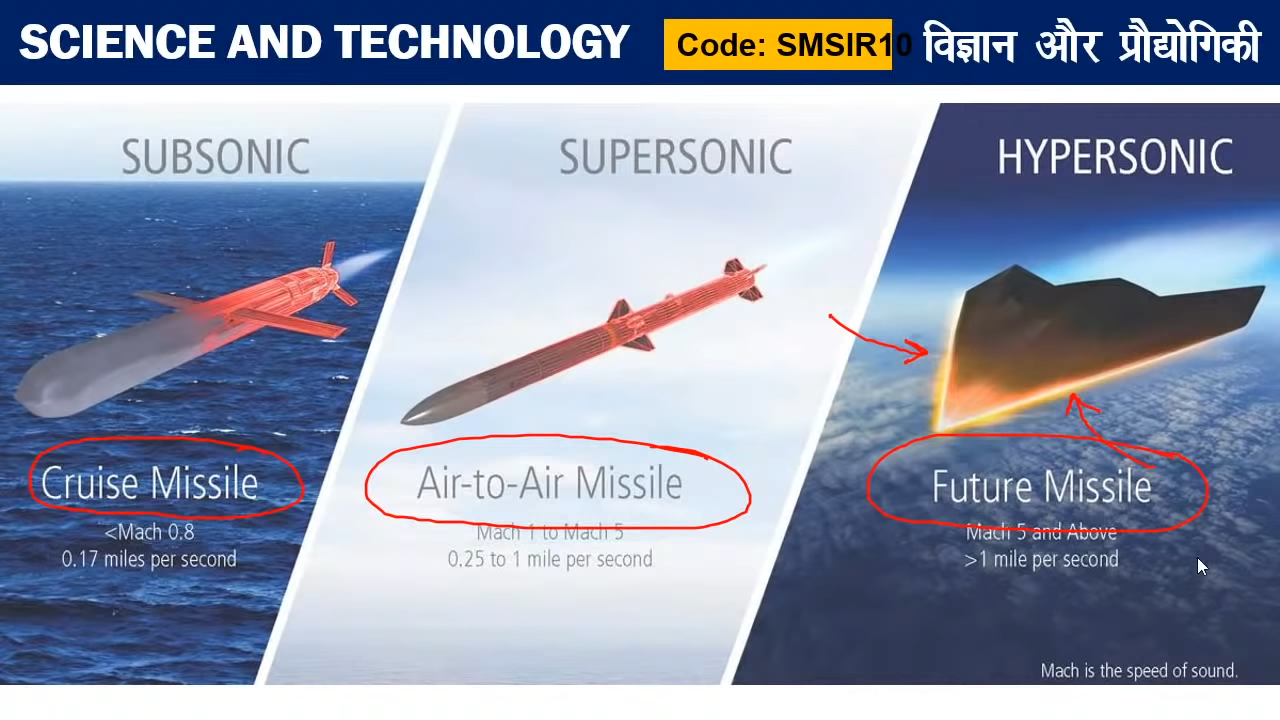 SCIENCE AND TECHNOLOGY
Code: SMSIR10
विज्ञान और प्रौद्योगिकी
SUBSONIC
SUPERSONIC
HYPERSONIC
Cruise Missile
<Mach 0.8
0.17 miles per second
Air-to-Air Missile
Mach 1 to Mach 5
0.25 to 1 mile per second
Future Missile
Mach 5 and Above
>1 mile per second
Mach is the speed of sound.